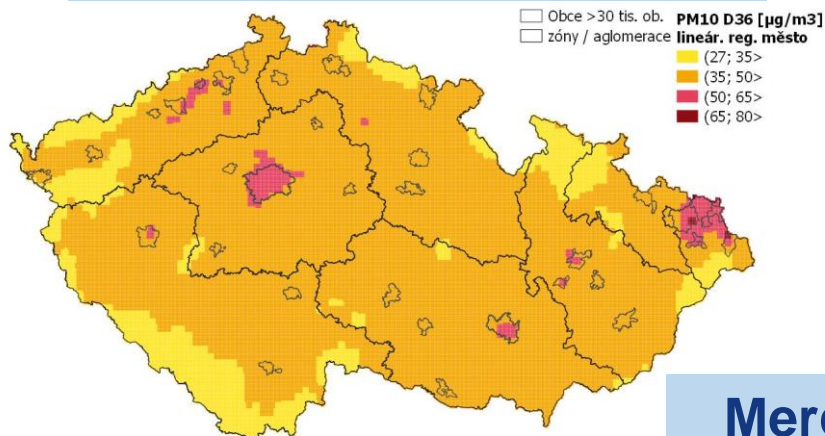 Obce >30 tis. ob.
zóny / aglomerace
PM10 D36 [µg/m3]
lineár. reg. město
(27; 35>
(35; 50>
(50; 65>
(65; 80>